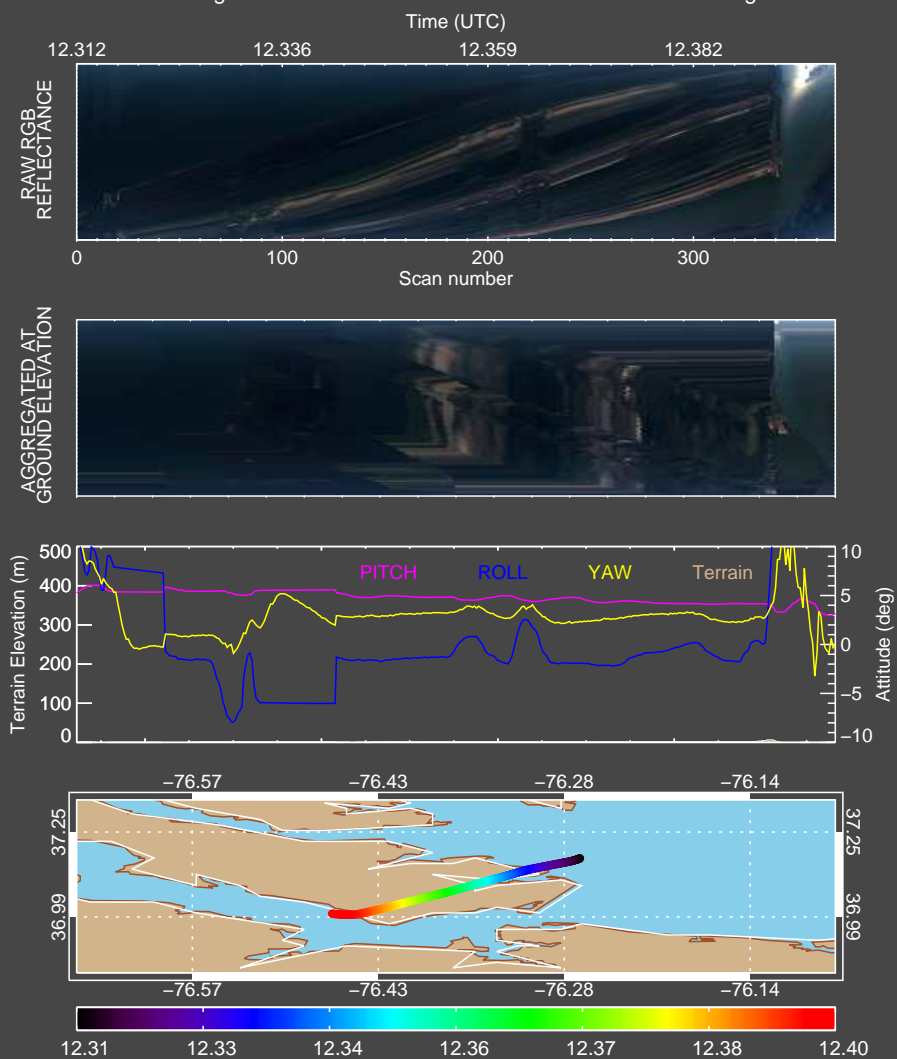 Time (UTC)
12.312 12.336 12.359 12.382
RAW RGB
REFLECTANCE
0 100 200 300
Scan number
AGGREGATED AT
GROUND ELEVATION
Terrain Elevation (m)
500
400
300
200
100
0
PITCH ROLL YAW Terrain
10
5
0
−5
−10
Attitude (deg)
−76.57 −76.43 −76.28 −76.14
37.25 37.25
36.99 36.99
−76.57 −76.43 −76.28 −76.14
12.31 12.33 12.34 12.36 12.37 12.38 12.40